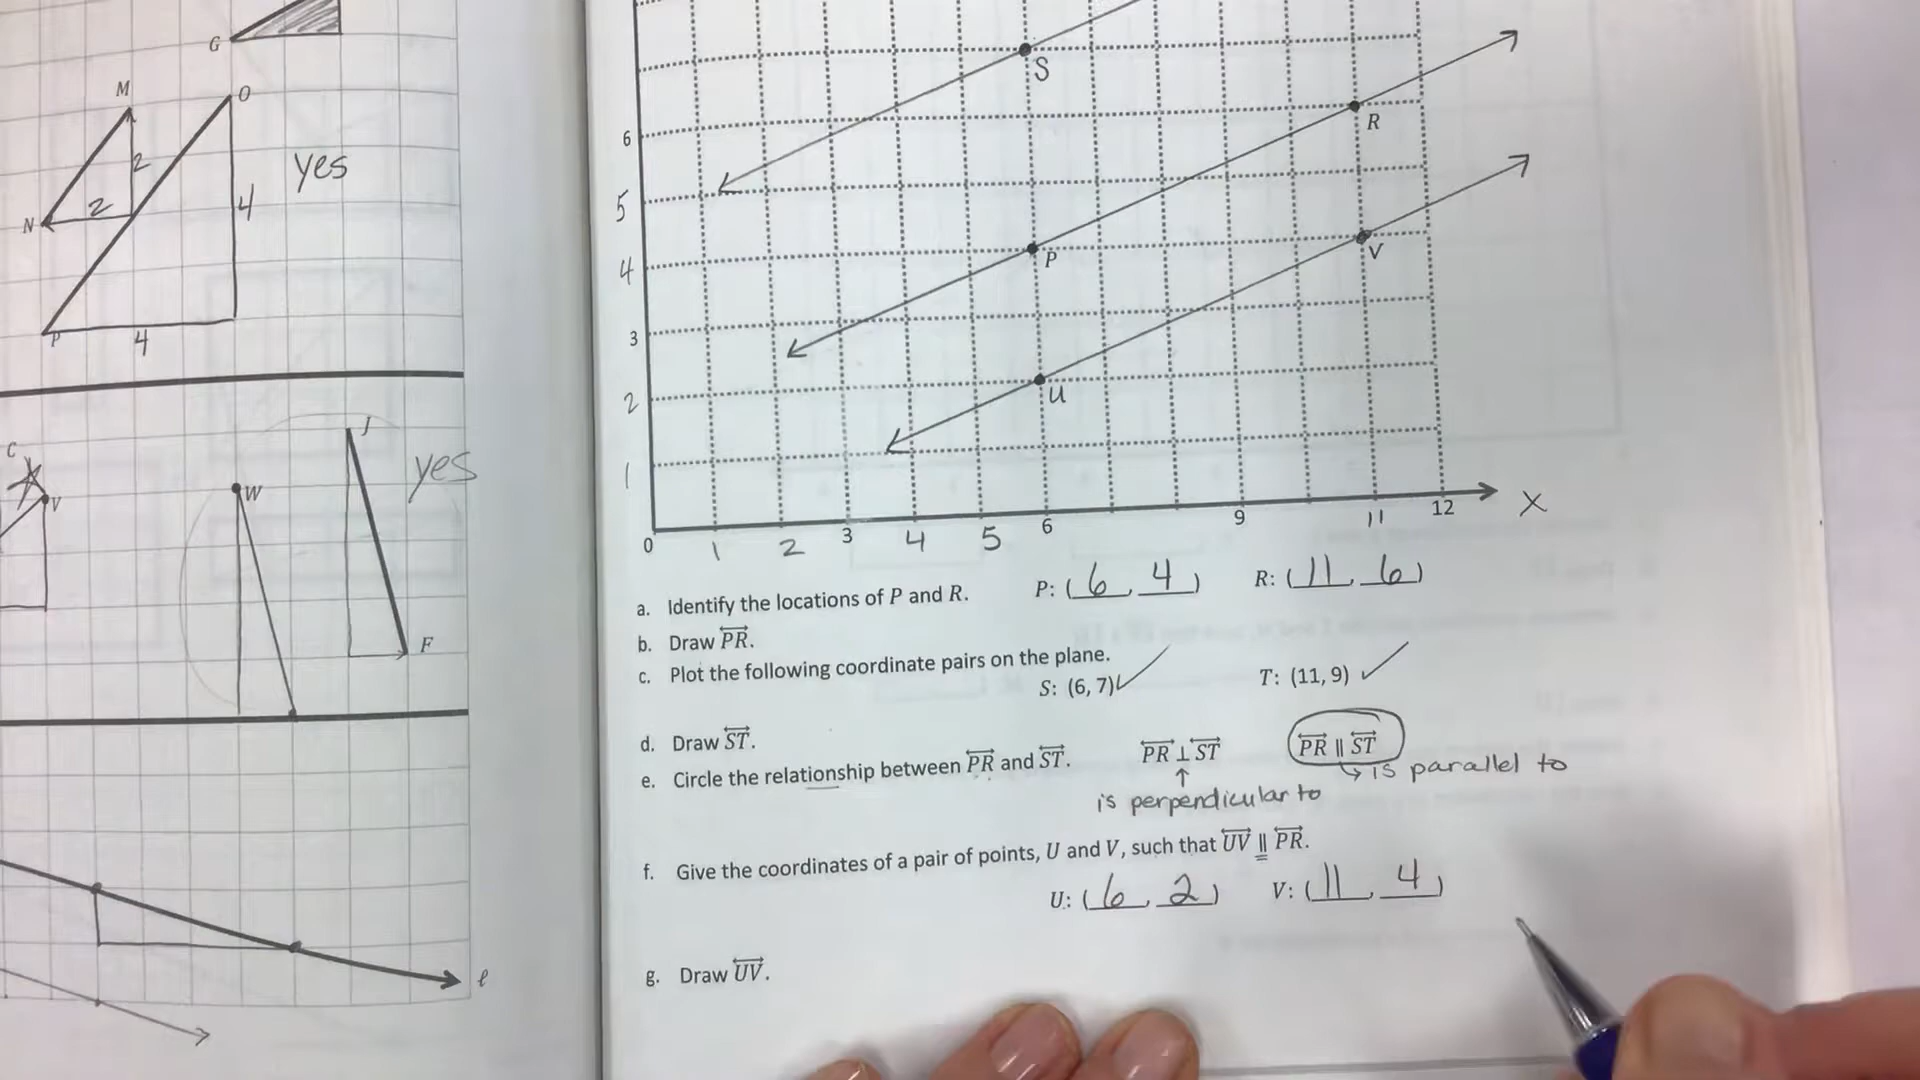 G
M
O
2
yes
2
4
N
P
4
C
J
V
W
yes
F
ℓ
S
6
R
5
P
V
4
3
U
2
1
X
0 1 2 3 4 5 6 9 11 12
a. Identify the locations of P and R. P: (6, 4) R: (11, 6)
b. Draw PR.
c. Plot the following coordinate pairs on the plane.
S: (6, 7) ✓ T: (11, 9) ✓
d. Draw ST.
e. Circle the relationship between PR and ST. PR ⊥ ST PR ∥ ST
↑ is perpendicular to
↳ is parallel to
f. Give the coordinates of a pair of points, U and V, such that UV ∥ PR.
U: (6, 2) V: (11, 4)
g. Draw UV.